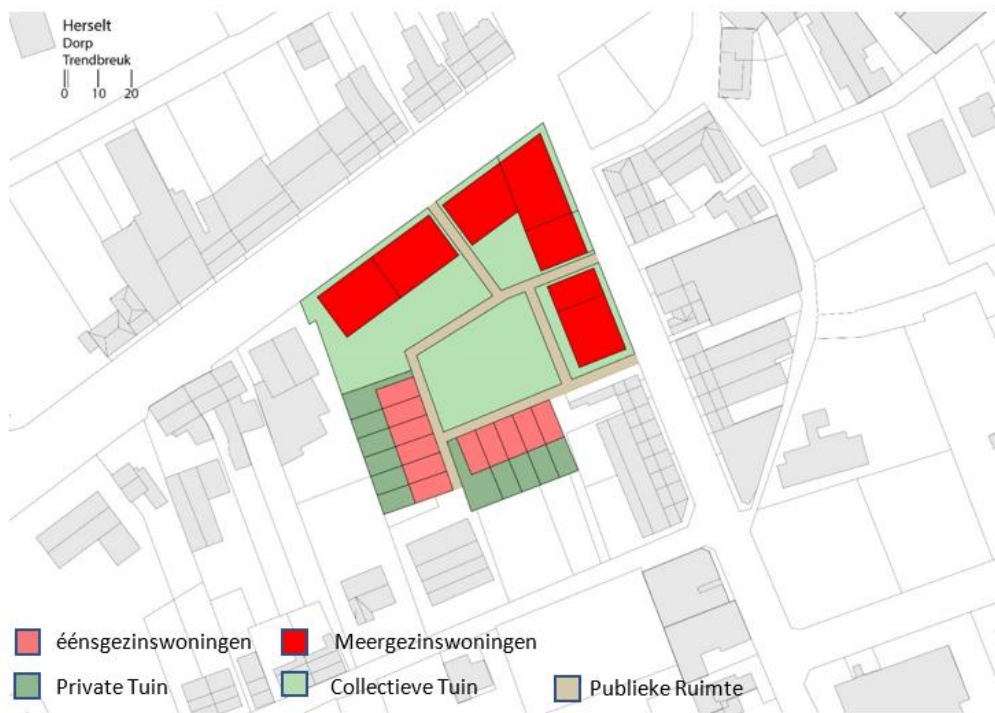 Herselt
Dorp
Trendbreuk
0 10 20
éénsgezinswoningen
Meergezinswoningen
Private Tuin
Collectieve Tuin
Publieke Ruimte